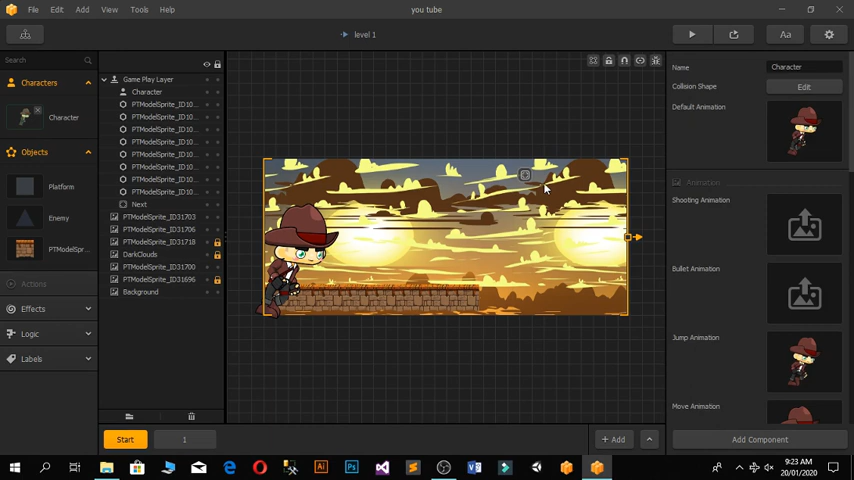 File Edit Add View Tools Help
you tube
level 1
Aa
Search
Characters
Character
Objects
Platform
Enemy
PTModelSpr...
Actions
Effects
Logic
Labels
Game Play Layer
Character
PTModelSprite_ID10...
PTModelSprite_ID10...
PTModelSprite_ID10...
PTModelSprite_ID10...
PTModelSprite_ID10...
PTModelSprite_ID10...
PTModelSprite_ID10...
PTModelSprite_ID10...
Next
PTModelSprite_ID31703
PTModelSprite_ID31706
PTModelSprite_ID31718
DarkClouds
PTModelSprite_ID31700
PTModelSprite_ID31696
Background
Start 1
+ Add
Name Character
Collision Shape Edit
Default Animation
Animation
Shooting Animation
Bullet Animation
Jump Animation
Move Animation
Add Component
9:23 AM
20/01/2020